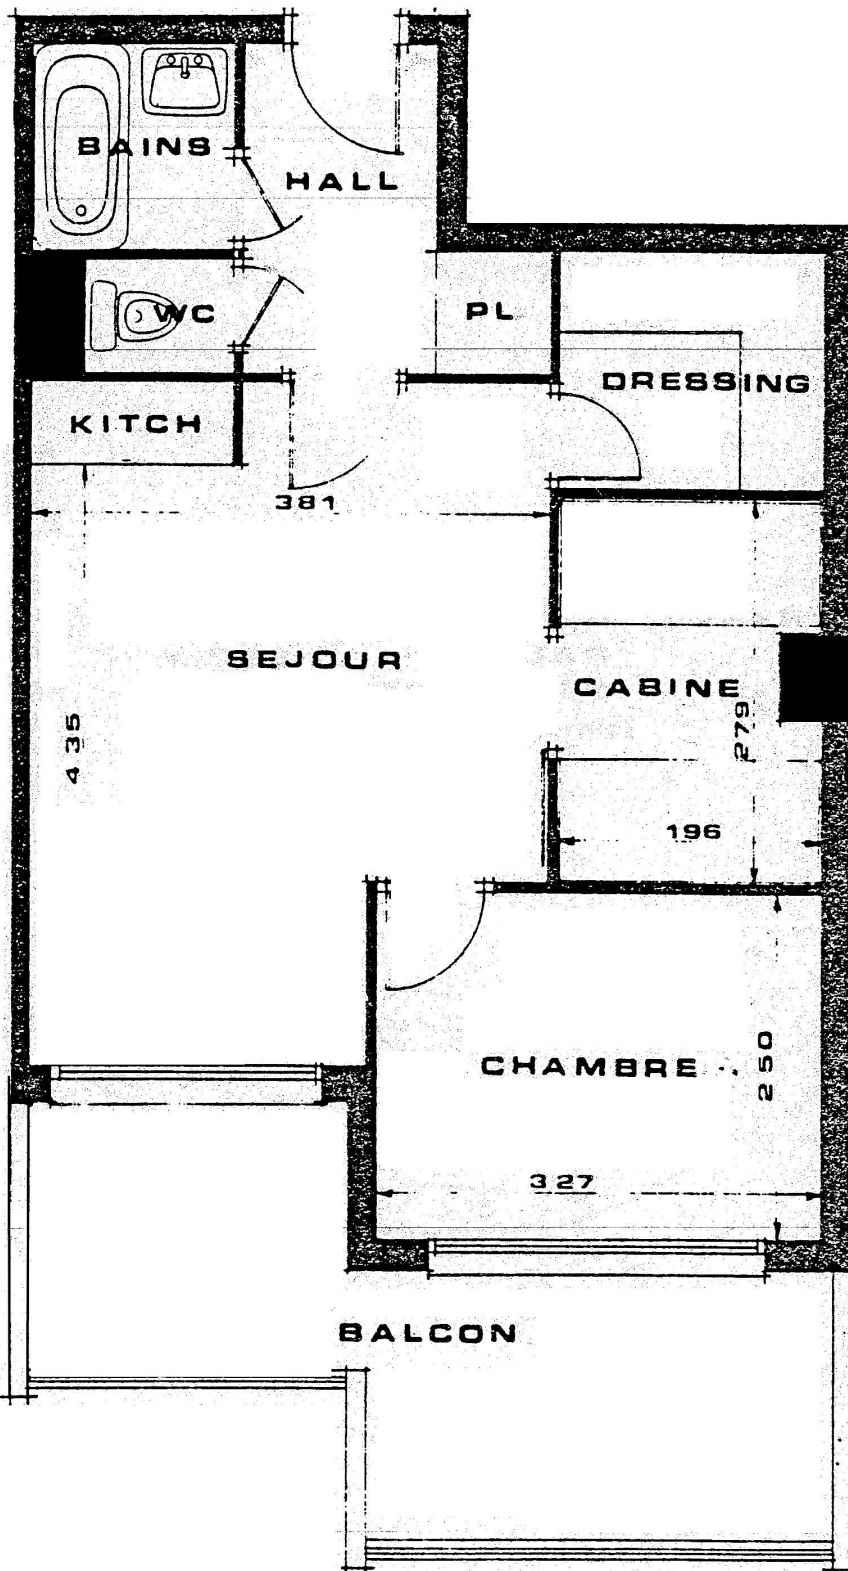 BAINS
HALL
WC
PL
DRESSING
KITCH
381
SEJOUR
CABINE
435
279
196
CHAMBRE
250
327
BALCON